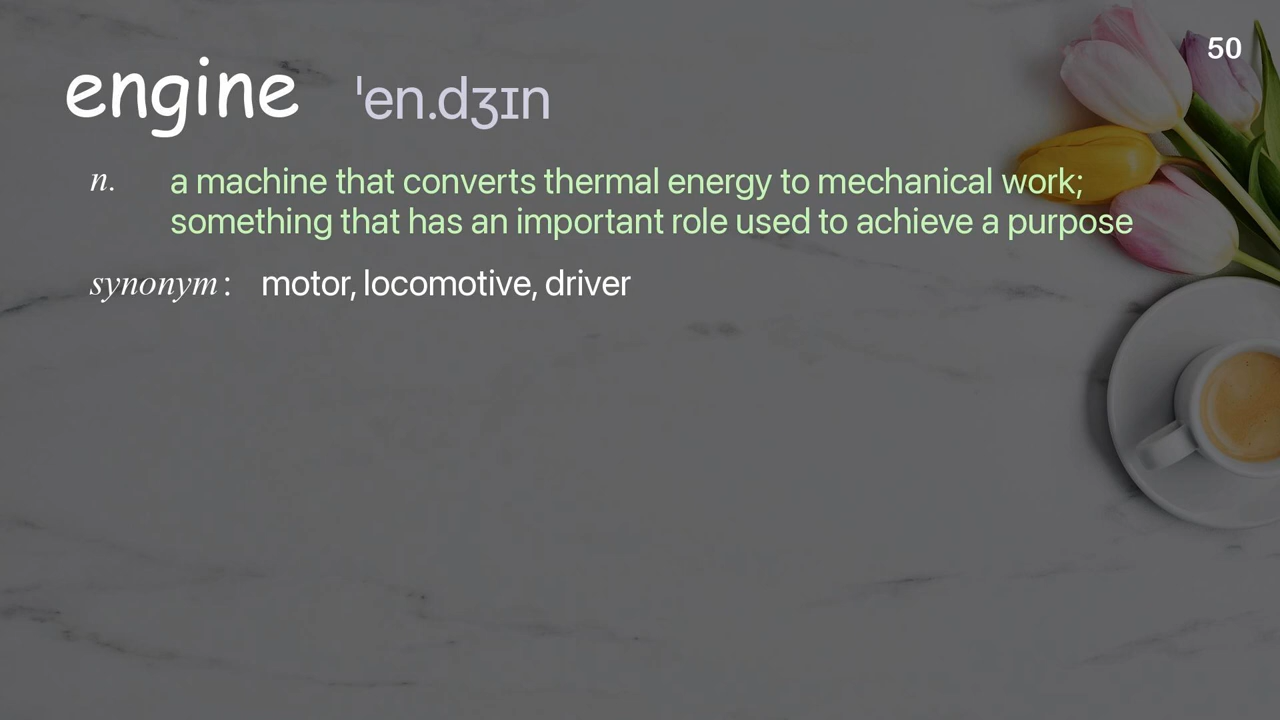 50
engine ˈen.dʒɪn
n. a machine that converts thermal energy to mechanical work;
something that has an important role used to achieve a purpose
synonym: motor, locomotive, driver